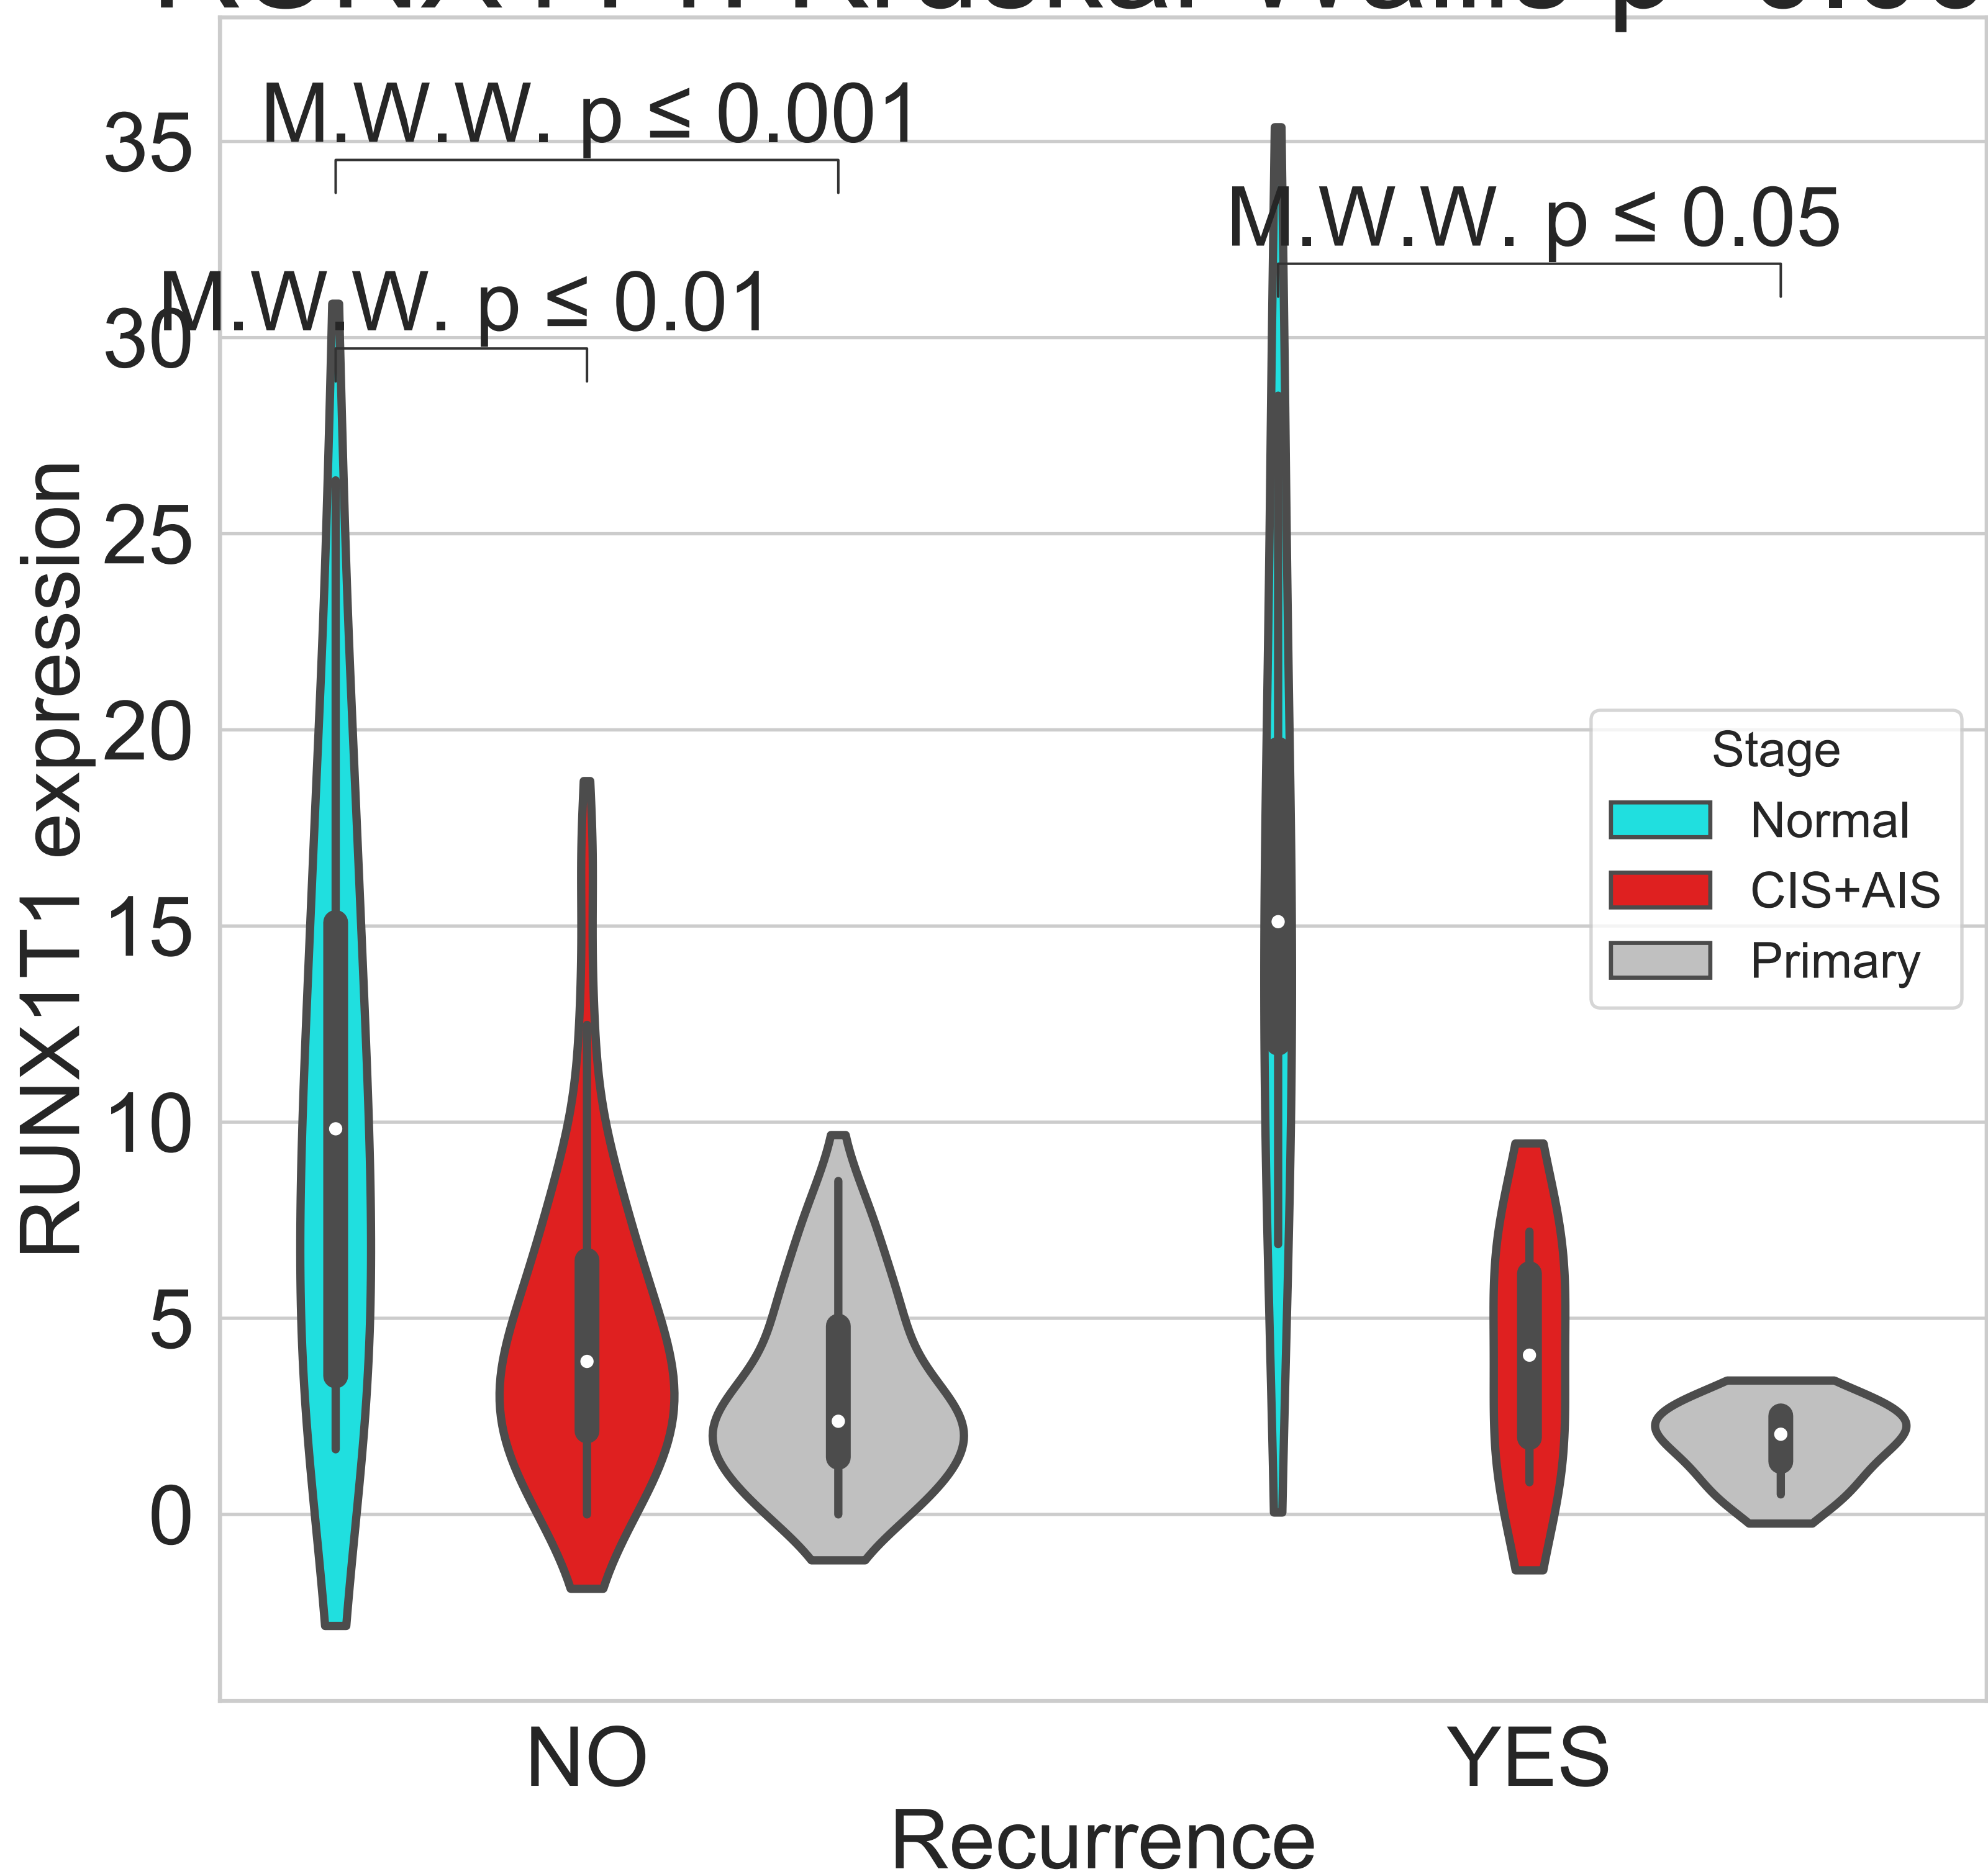 M.W.W. p ≤ 0.001
M.W.W. p ≤ 0.05
M.W.W. p ≤ 0.01
35
30
25
20
15
10
5
0
RUNX1T1 expression
Stage
Normal
CIS+AIS
Primary
NO
YES
Recurrence